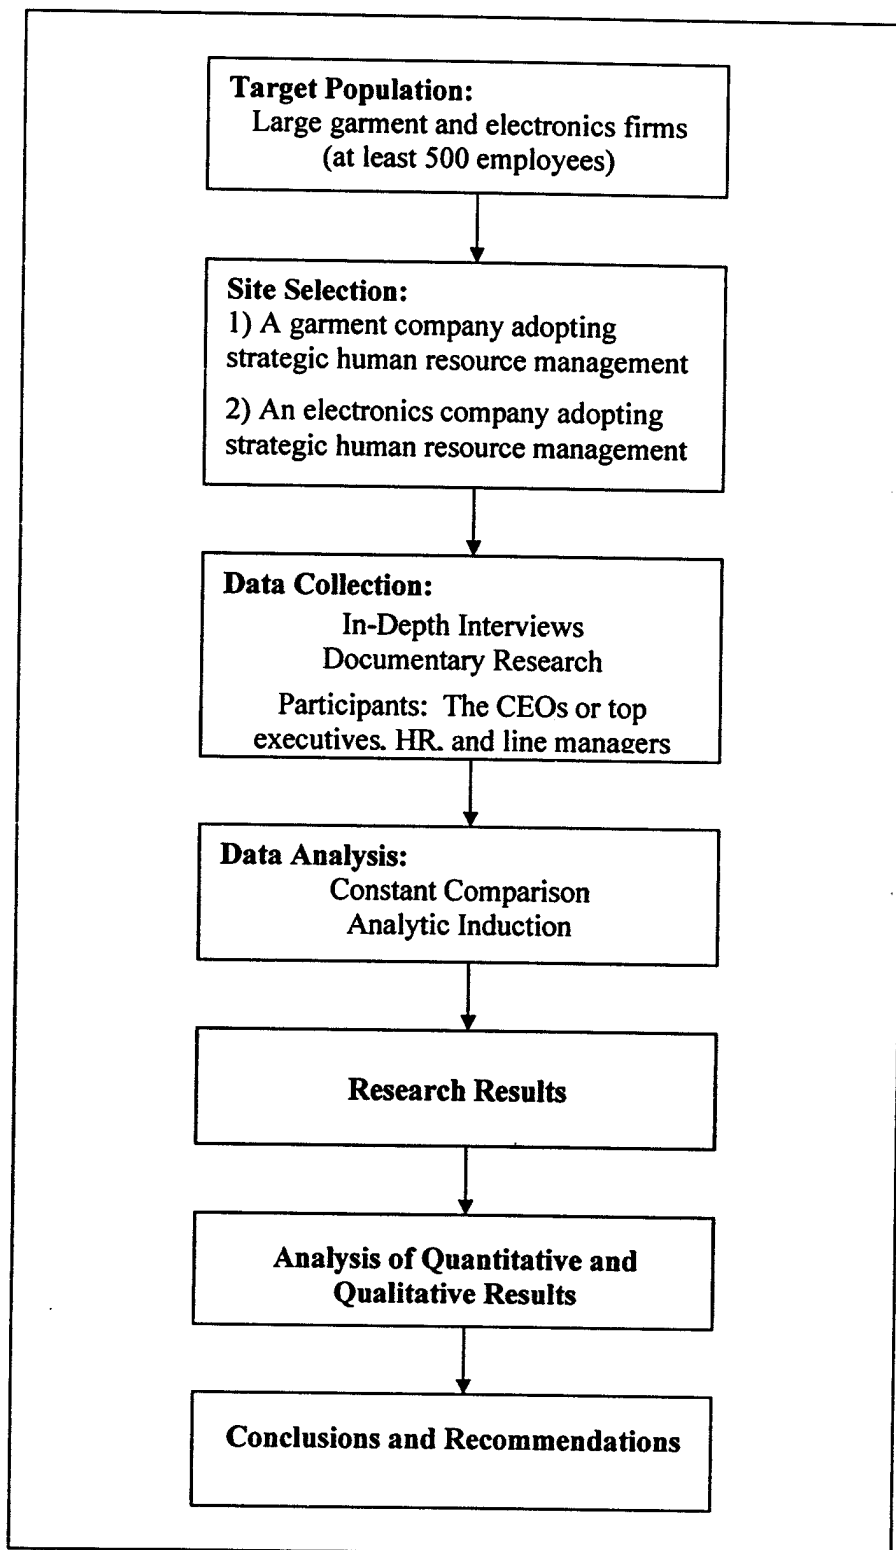 Target Population:
Large garment and electronics firms
(at least 500 employees)
Site Selection:
1) A garment company adopting
strategic human resource management
2) An electronics company adopting
strategic human resource management
Data Collection:
In-Depth Interviews
Documentary Research
Participants: The CEOs or top
executives, HR, and line managers
Data Analysis:
Constant Comparison
Analytic Induction
Research Results
Analysis of Quantitative and
Qualitative Results
Conclusions and Recommendations